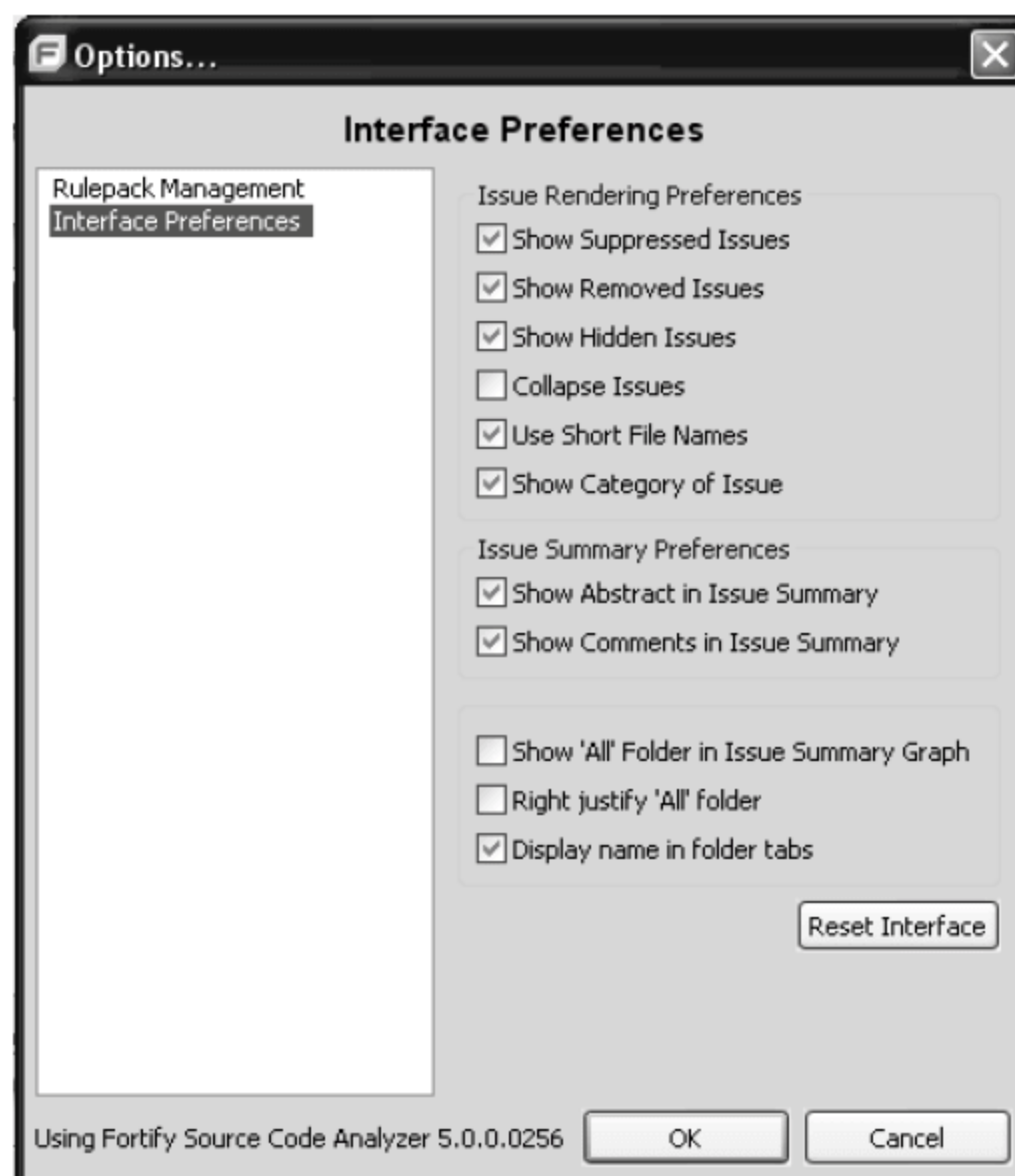 Options...
Interface Preferences
Rulepack Management
Interface Preferences
Issue Rendering Preferences
Show Suppressed Issues
Show Removed Issues
Show Hidden Issues
Collapse Issues
Use Short File Names
Show Category of Issue
Issue Summary Preferences
Show Abstract in Issue Summary
Show Comments in Issue Summary
Show 'All' Folder in Issue Summary Graph
Right justify 'All' folder
Display name in folder tabs
Reset Interface
Using Fortify Source Code Analyzer 5.0.0.0256
OK
Cancel